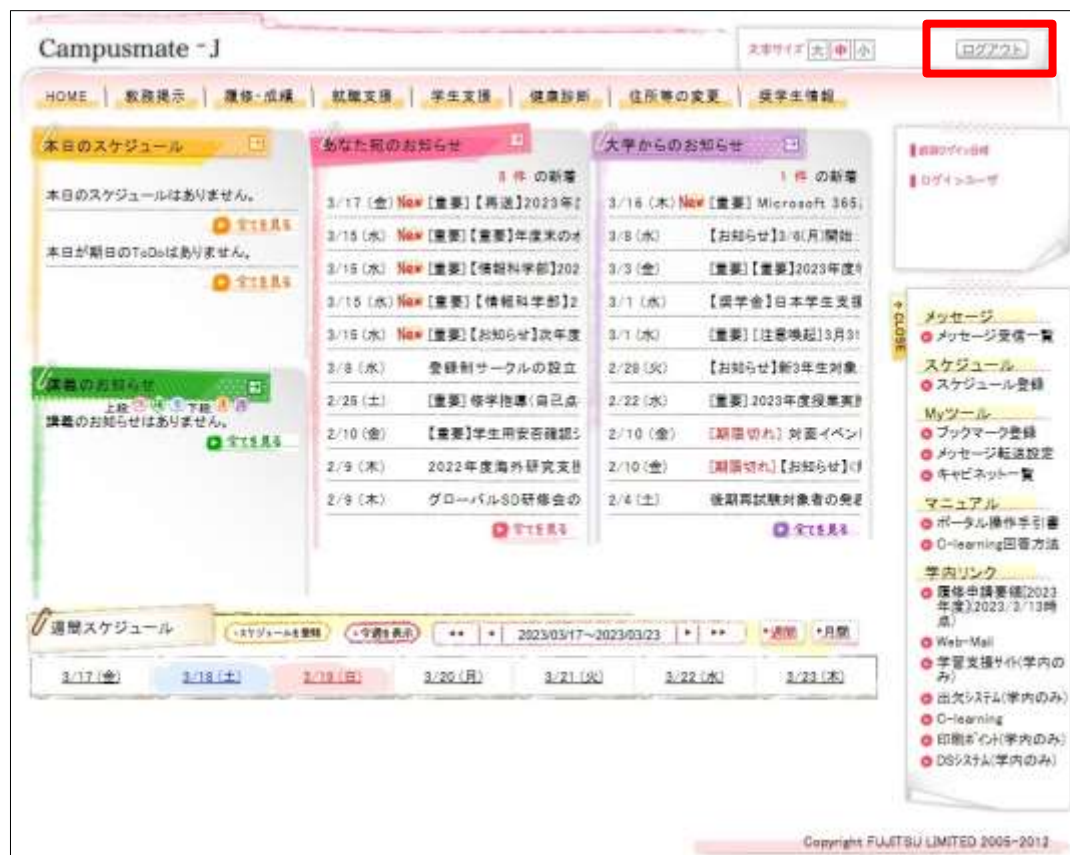 Campusmate-J
文字サイズ 大 中 小
ログアウト
HOME 教務掲示 履修・成績 就職支援 学生支援 健康診断 住所等の変更 奨学生情報
本日のスケジュール
本日のスケジュールはありません。
全てを見る
本日が期日のToDoはありません。
全てを見る
講義のお知らせ
上段 下段
講義のお知らせはありません。
全てを見る
あなた宛のお知らせ
8 件 の新着
3/17 (金) New [重要]【再送】2023年
3/15 (水) New [重要]【重要】年度末の
3/15 (水) New [重要]【情報科学部】202
3/15 (水) New [重要]【情報科学部】2
3/15 (水) New [重要]【お知らせ】次年度
3/8 (水) 登録制サークルの設立
2/25 (土) [重要] 修学指導(自己点
2/10 (金) 【重要】学生用安否確認
2/9 (木) 2022年度海外研究支援
2/9 (木) グローバルSD研修会の
全てを見る
大学からのお知らせ
1 件 の新着
3/16 (木) New [重要] Microsoft 365
3/8 (水) 【お知らせ】3/6(月)開始
3/3 (金) [重要]【重要】2023年度
3/1 (水) 【奨学金】日本学生支援
3/1 (水) [重要] [注意喚起]3月31
2/28 (火) 【お知らせ】新3年生対象
2/22 (水) [重要] 2023年度授業実
2/10 (金) [期限切れ] 対面イベン
2/10 (金) [期限切れ]【お知らせ】
2/4 (土) 後期再試験対象者の発
全てを見る
前回ログイン日時
ログインユーザ
CLOSE
メッセージ
メッセージ受信一覧
スケジュール
スケジュール登録
Myツール
ブックマーク登録
メッセージ転送設定
キャビネット一覧
マニュアル
ポータル操作手引書
C-learning回答方法
学内リンク
履修申請要領(2023
年度)(2023/3/13時
点)
Web-Mail
学習支援サイト(学内の
み)
出欠システム(学内のみ)
C-learning
印刷ポイント(学内のみ)
DSシステム(学内のみ)
週間スケジュール
スケジュールを登録 今週を表示 2023/03/17～2023/03/23 週間 月間
3/17 (金) 3/18 (土) 3/19 (日) 3/20 (月) 3/21 (火) 3/22 (水) 3/23 (木)
Copyright FUJITSU LIMITED 2005-2012